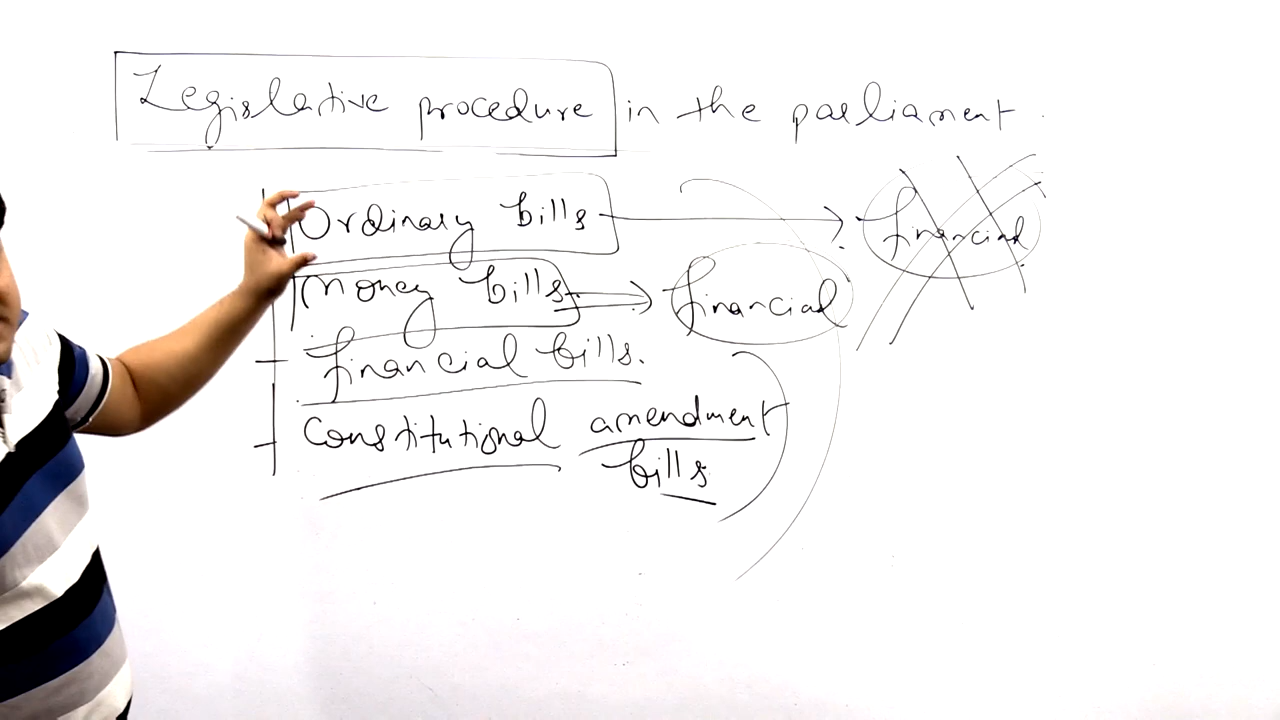 Legislative procedure in the parliament.
Ordinary bills → financial
Money bills → financial
financial bills.
constitutional amendment
bills